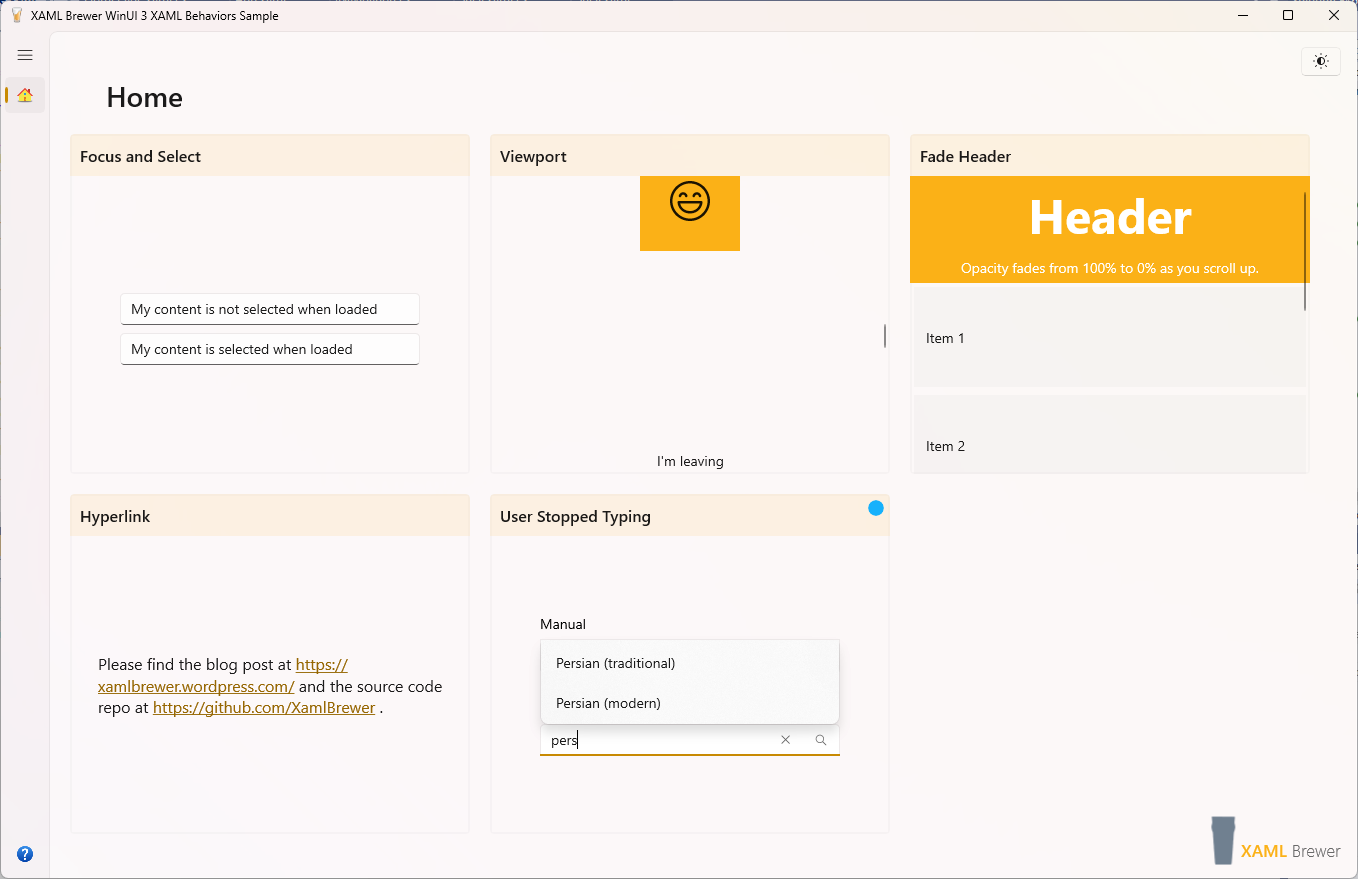 XAML Brewer WinUI 3 XAML Behaviors Sample
Home
Focus and Select
My content is not selected when loaded
My content is selected when loaded
Viewport
I'm leaving
Fade Header
Header
Opacity fades from 100% to 0% as you scroll up.
Item 1
Item 2
Hyperlink
Please find the blog post at https://
xamlbrewer.wordpress.com/ and the source code
repo at https://github.com/XamlBrewer .
User Stopped Typing
Manual
Persian (traditional)
Persian (modern)
pers
?
XAML Brewer